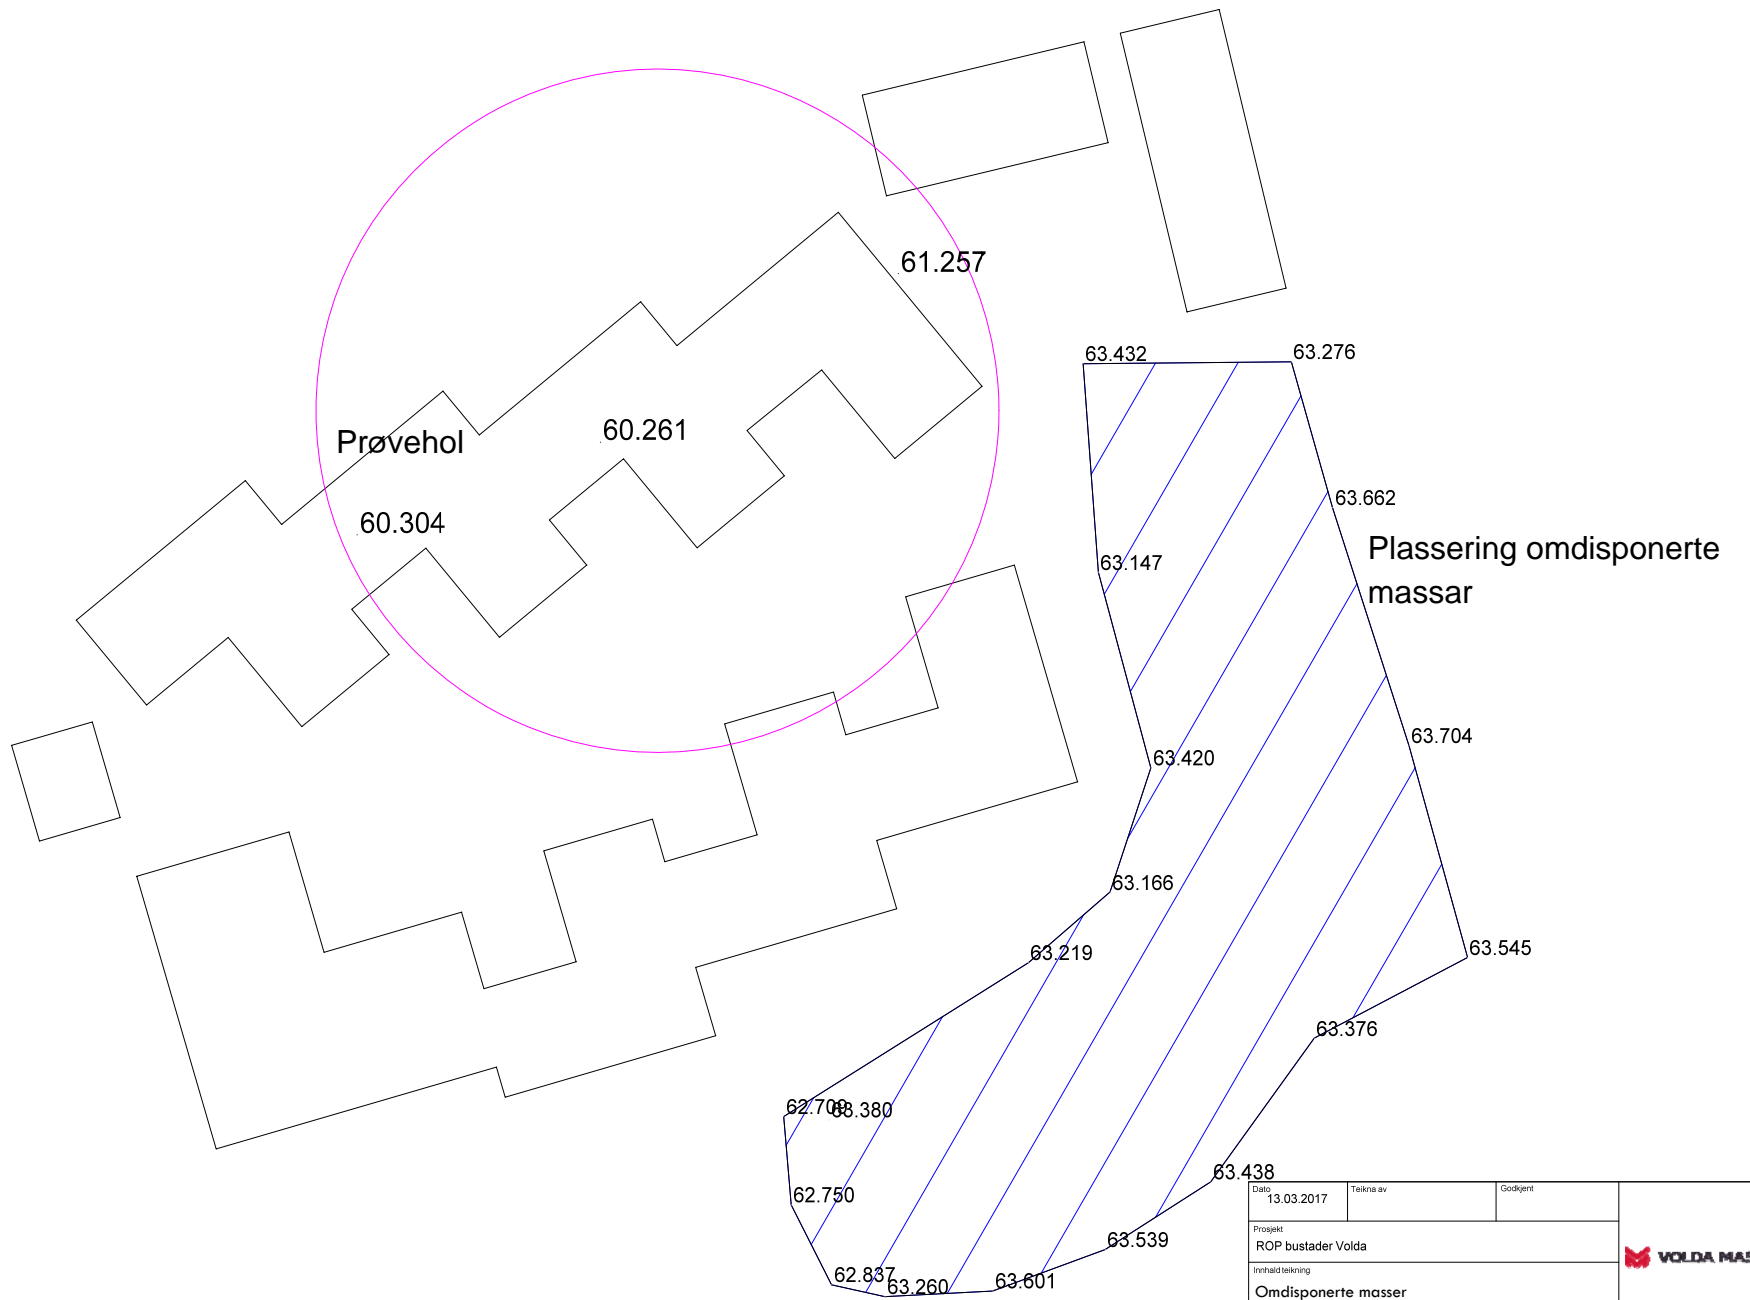 61.257
63.432
63.276
60.261
Prøvehol
63.662
60.304
Plassering omdisponerte
massar
63.147
63.704
63.420
63.166
63.219
63.545
63.376
62.709
63.380
63.438
62.750
63.539
62.837
63.260
63.601
Dato
13.03.2017
Teikna av
Godkjent
Prosjekt
ROP bustader Volda
Innhald teikning
Omdisponerte masser
VOLDA MAS